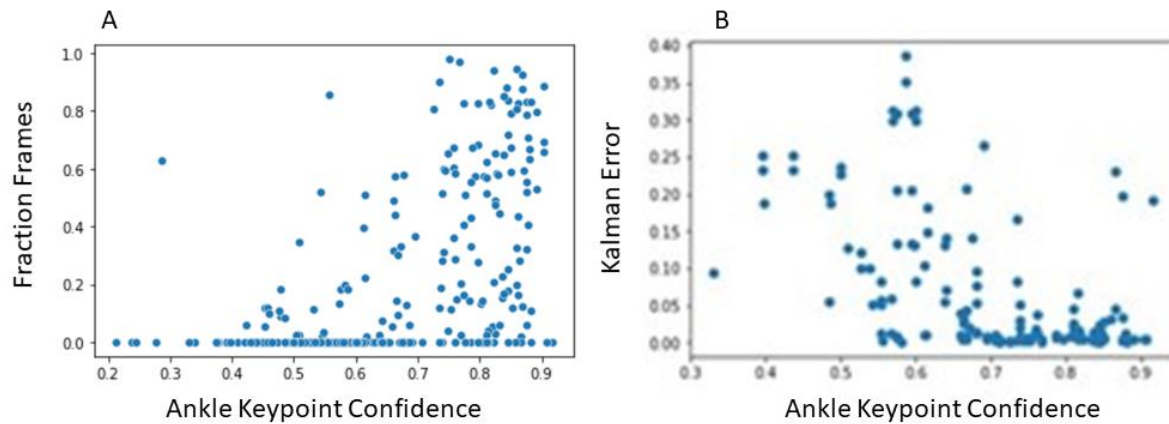 A
1.0
0.8
0.6
0.4
0.2
0.0
Fraction Frames
0.2 0.3 0.4 0.5 0.6 0.7 0.8 0.9
Ankle Keypoint Confidence
B
0.40
0.35
0.30
0.25
0.20
0.15
0.10
0.05
0.00
Kalman Error
0.3 0.4 0.5 0.6 0.7 0.8 0.9
Ankle Keypoint Confidence